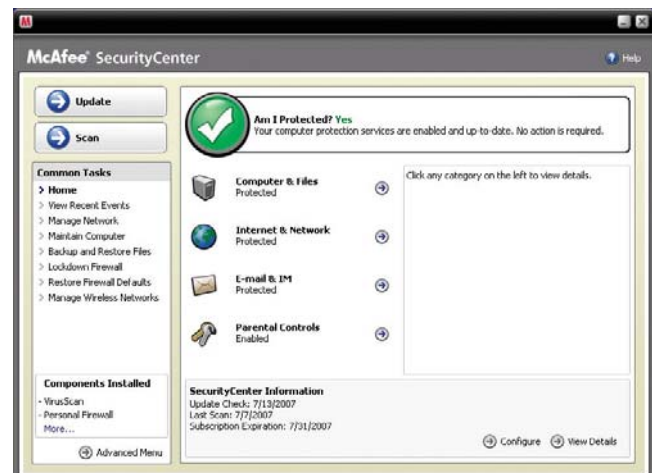 McAfee® SecurityCenter
Help
Update
Scan
Common Tasks
Home
View Recent Events
Manage Network
Maintain Computer
Backup and Restore Files
Lockdown Firewall
Restore Firewall Defaults
Manage Wireless Networks
Components Installed
- VirusScan
- Personal Firewall
More...
Advanced Menu
Am I Protected? Yes
Your computer protection services are enabled and up-to-date. No action is required.
Computer & Files
Protected
Internet & Network
Protected
E-mail & IM
Protected
Parental Controls
Enabled
Click any category on the left to view details.
SecurityCenter Information
Update Check: 7/13/2007
Last Scan: 7/7/2007
Subscription Expiration: 7/31/2007
Configure
View Details